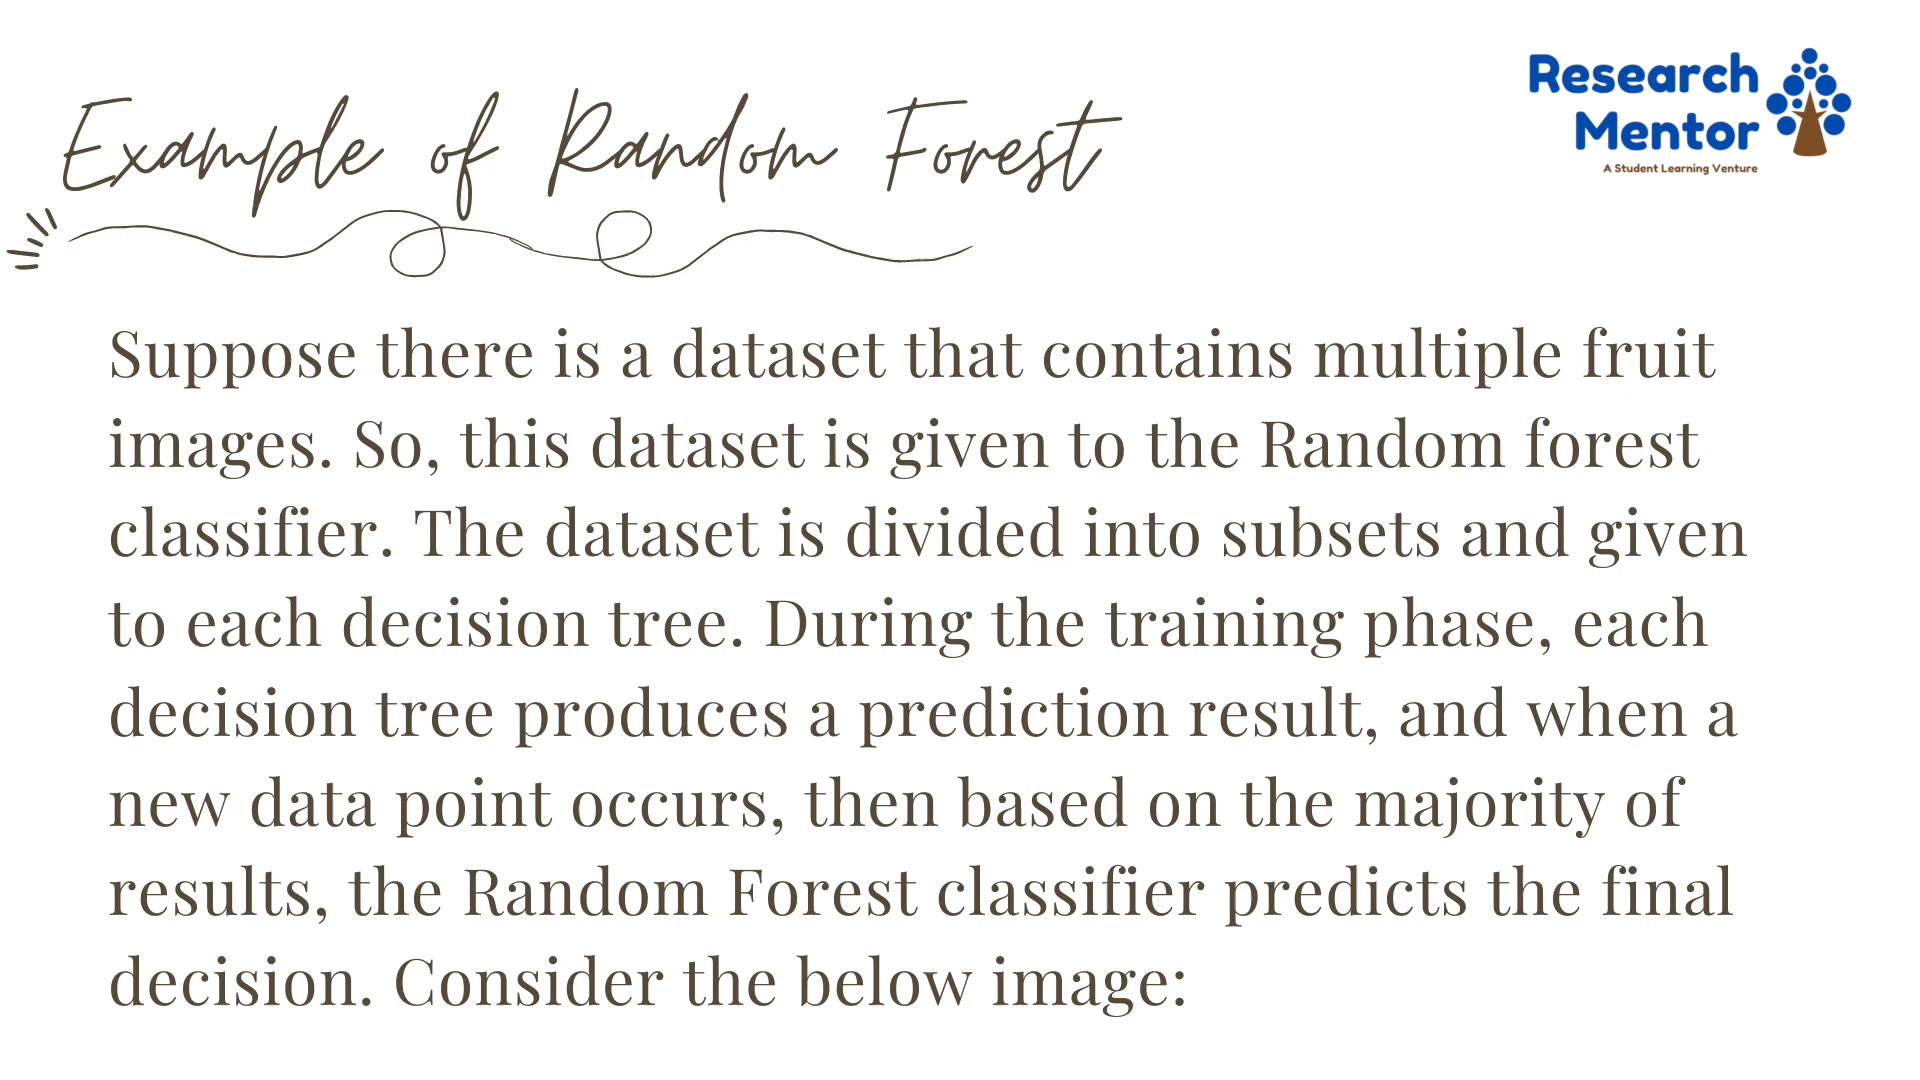 Example of Random Forest
Research
Mentor
A Student Learning Venture
Suppose there is a dataset that contains multiple fruit
images. So, this dataset is given to the Random forest
classifier. The dataset is divided into subsets and given
to each decision tree. During the training phase, each
decision tree produces a prediction result, and when a
new data point occurs, then based on the majority of
results, the Random Forest classifier predicts the final
decision. Consider the below image: